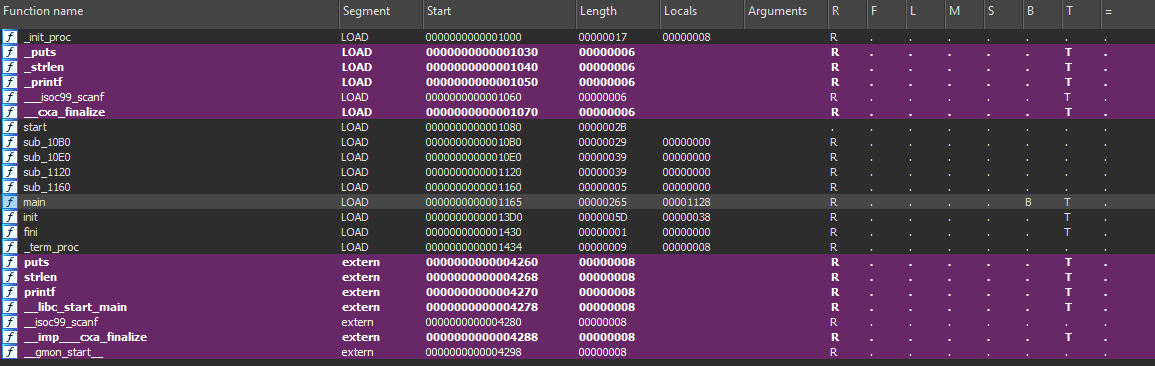 Function name Segment Start Length Locals Arguments R F L M S B T =
f _init_proc LOAD 0000000000001000 00000017 00000008 R . . . . . . .
f _puts LOAD 0000000000001030 00000006 R . . . . . T .
f _strlen LOAD 0000000000001040 00000006 R . . . . . T .
f _printf LOAD 0000000000001050 00000006 R . . . . . T .
f ___isoc99_scanf LOAD 0000000000001060 00000006 R . . . . . T .
f __cxa_finalize LOAD 0000000000001070 00000006 R . . . . . T .
f start LOAD 0000000000001080 0000002B . . . . . . . .
f sub_10B0 LOAD 00000000000010B0 00000029 00000000 R . . . . . . .
f sub_10E0 LOAD 00000000000010E0 00000039 00000000 R . . . . . . .
f sub_1120 LOAD 0000000000001120 00000039 00000000 R . . . . . . .
f sub_1160 LOAD 0000000000001160 00000005 00000000 R . . . . . . .
f main LOAD 0000000000001165 00000265 00001128 R . . . . B T .
f init LOAD 00000000000013D0 0000005D 00000038 R . . . . . T .
f fini LOAD 0000000000001430 00000001 00000000 R . . . . . T .
f _term_proc LOAD 0000000000001434 00000009 00000008 R . . . . . . .
f puts extern 0000000000004260 00000008 R . . . . . T .
f strlen extern 0000000000004268 00000008 R . . . . . T .
f printf extern 0000000000004270 00000008 R . . . . . T .
f __libc_start_main extern 0000000000004278 00000008 R . . . . . T .
f __isoc99_scanf extern 0000000000004280 00000008 R . . . . . . .
f __imp___cxa_finalize extern 0000000000004288 00000008 R . . . . . T .
f __gmon_start__ extern 0000000000004298 00000008 R . . . . . . .